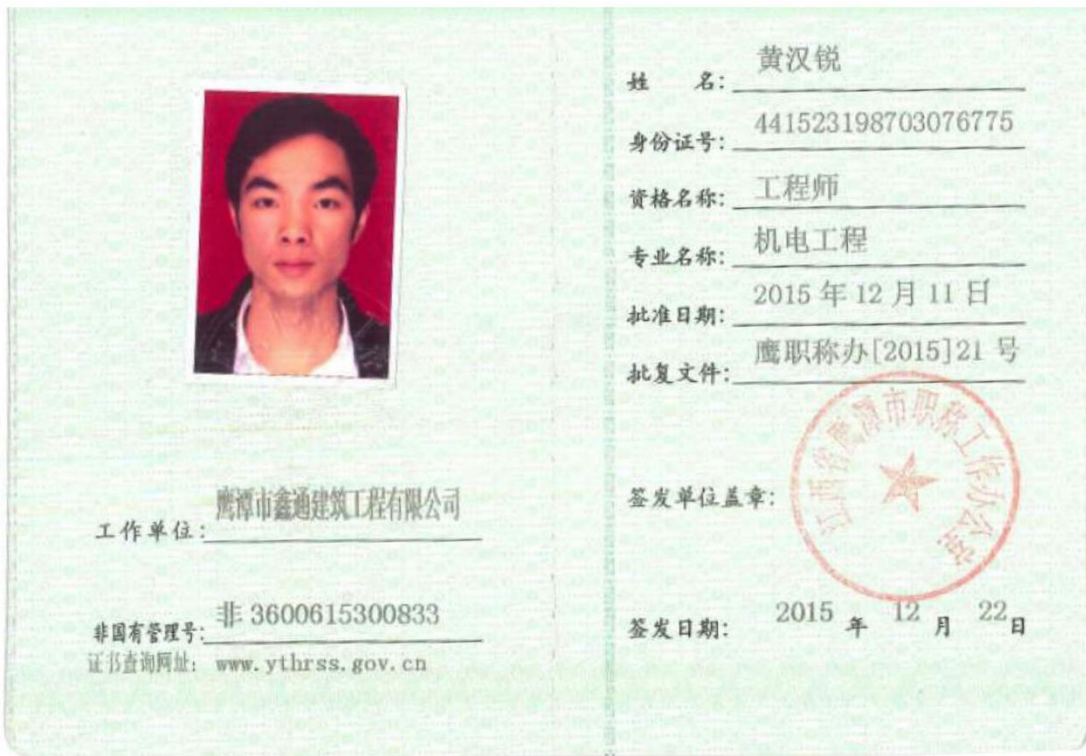 工作单位：鹰潭市鑫通建筑工程有限公司
非国有管理号：非 3600615300833
证书查询网址： www.ythrss.gov.cn
姓 名：黄汉锐
身份证号：441523198703076775
资格名称：工程师
专业名称：机电工程
批准日期：2015 年 12 月 11 日
批复文件：鹰职称办[2015]21 号
签发单位盖章：
江西省鹰潭市职称工作办公室
签发日期： 2015 年 12 月 22 日